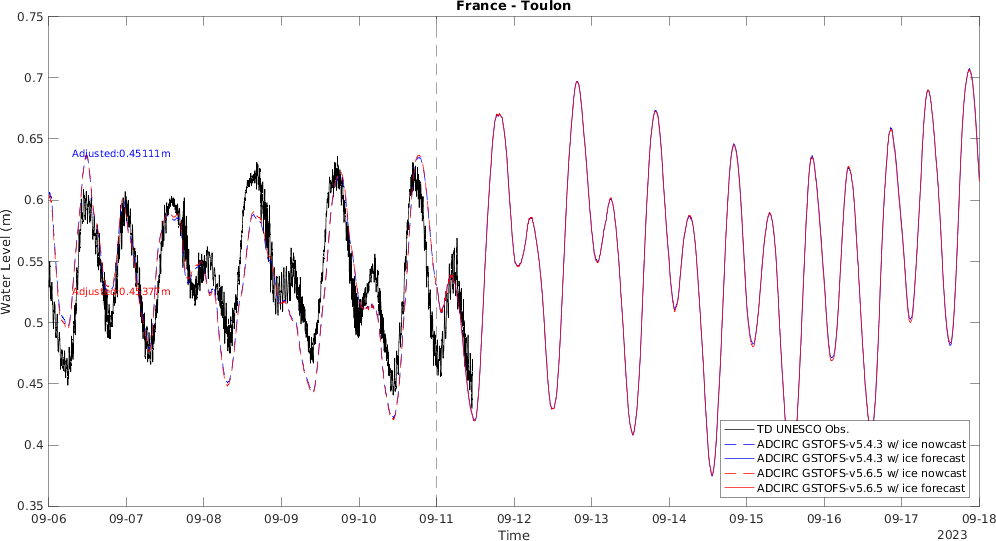 France - Toulon
0.75
0.7
0.65
0.6
0.55
0.5
0.45
0.4
0.35
Water Level (m)
Adjusted:0.45111m
TD UNESCO Obs.
ADCIRC GSTOFS-v5.4.3 w/ ice nowcast
ADCIRC GSTOFS-v5.4.3 w/ ice forecast
ADCIRC GSTOFS-v5.6.5 w/ ice nowcast
ADCIRC GSTOFS-v5.6.5 w/ ice forecast
09-06 09-07 09-08 09-09 09-10 09-11 09-12 09-13 09-14 09-15 09-16 09-17 09-18
Time
2023